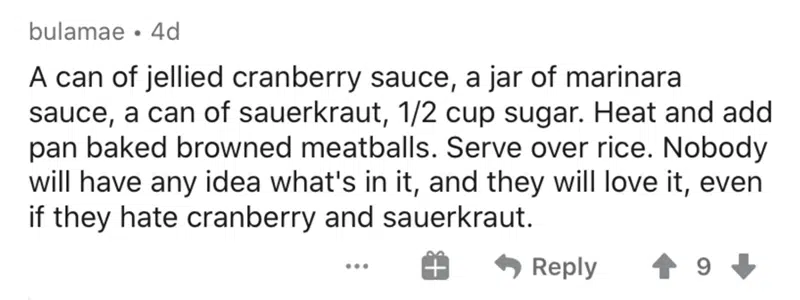 bulamae • 4d
A can of jellied cranberry sauce, a jar of marinara
sauce, a can of sauerkraut, 1/2 cup sugar. Heat and add
pan baked browned meatballs. Serve over rice. Nobody
will have any idea what's in it, and they will love it, even
if they hate cranberry and sauerkraut.
... Reply 9